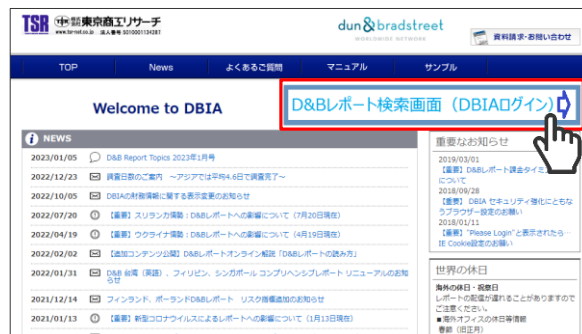 TSR 株式会社 東京商工リサーチ
www.tsr-net.co.jp 法人番号 5010001134287
dun & bradstreet
WORLDWIDE NETWORK
資料請求・お問い合わせ
TOP News よくあるご質問 マニュアル サンプル
Welcome to DBIA
D&Bレポート検索画面(DBIAログイン)
NEWS
2023/01/05 D&B Report Topics 2023年1月号
2022/12/23 調査日数のご案内 ~アジアでは平均4.6日で調査完了~
2022/10/05 DBIAの財務情報に関する表示変更のお知らせ
2022/07/20 【重要】スリランカ情勢:D&Bレポートへの影響について(7月20日現在)
2022/04/19 【重要】ウクライナ情勢:D&Bレポートへの影響について(4月19日現在)
2022/02/02 【追加コンテンツ公開】D&Bレポートオンライン解説「D&Bレポートの読み方」
2022/01/31 D&B 台湾(英語)、フィリピン、シンガポール コンプリヘンシブレポート リニューアルのお知
らせ
2021/12/14 フィンランド、ポーランドD&Bレポート リスク指標追加のお知らせ
2021/01/13 【重要】新型コロナウイルスによるレポートへの影響について(1月13日現在)
重要なお知らせ
2019/03/01
【重要】D&Bレポート課金タイミ
について
2018/09/28
【重要】 DBIA セキュリティ強化にともな
うブラウザー設定のお願い
2018/01/11
【重要】"Please Login"と表示されたら…
IE Cookie設定のお願い
世界の休日
海外の休日・祝祭日
レポートの配信が遅れることがありますので
ご注意ください。
■海外オフィスの休日等情報
春節(旧正月)